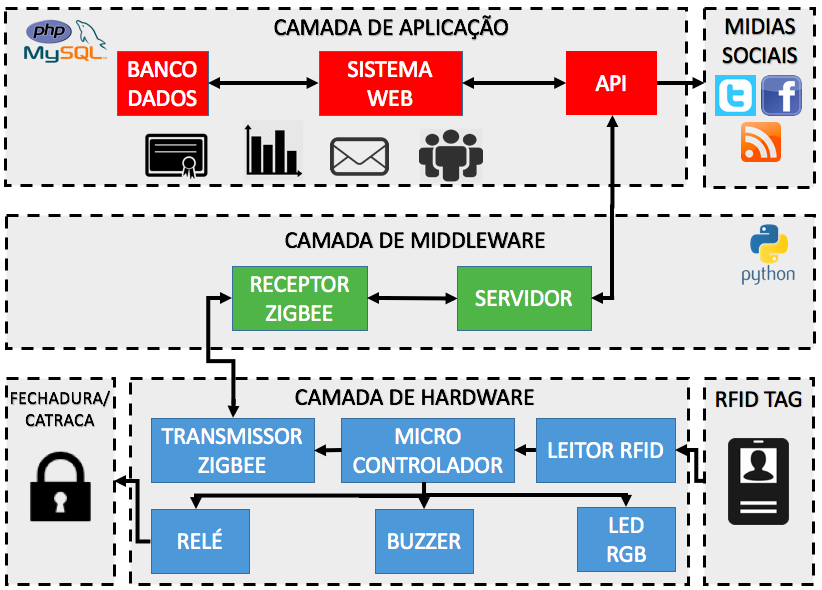 php
MySQL
CAMADA DE APLICAÇÃO
BANCO
DADOS
SISTEMA
WEB
API
MIDIAS
SOCIAIS
t
f
CAMADA DE MIDDLEWARE
python
RECEPTOR
ZIGBEE
SERVIDOR
FECHADURA/
CATRACA
CAMADA DE HARDWARE
TRANSMISSOR
ZIGBEE
MICRO
CONTROLADOR
LEITOR RFID
RELÉ
BUZZER
LED
RGB
RFID TAG